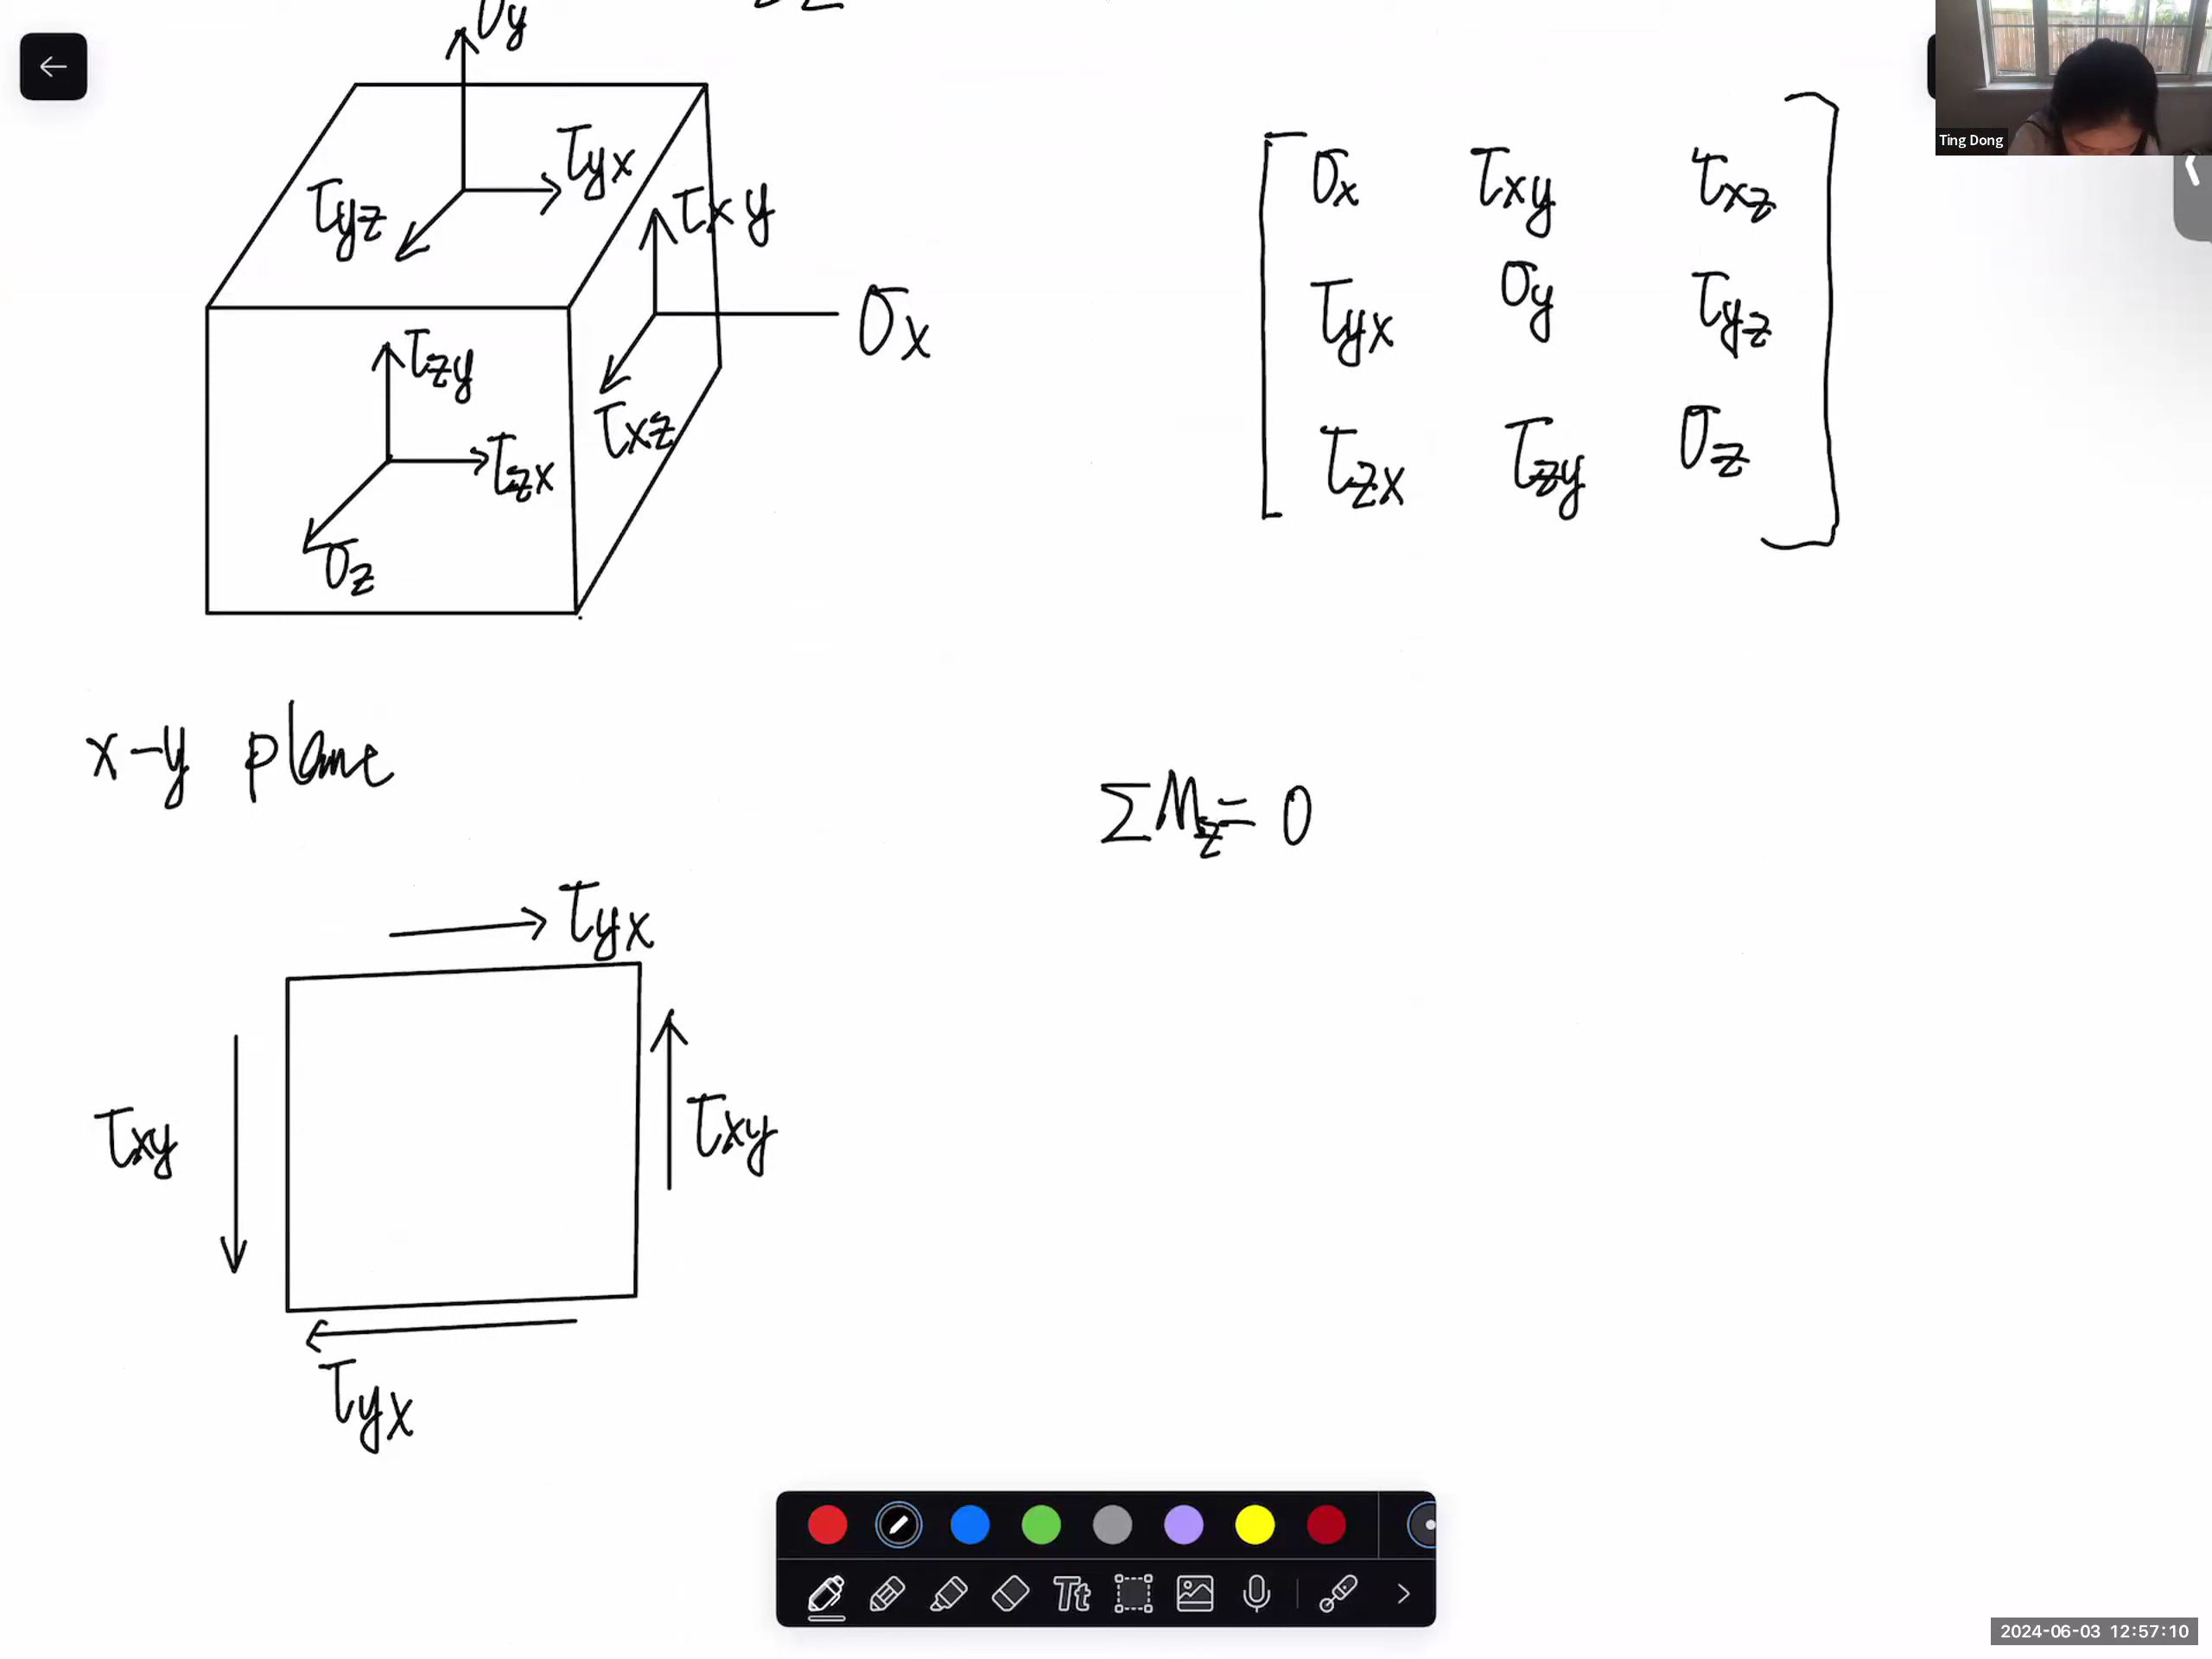 σy
τyx
τyz
τxy
σx
τzy
τxz
τzx
σz
σx τxy τxz
τyx σy τyz
τzx τzy σz
x-y plane
ΣMz = 0
τyx
τxy
τxy
τyx
Ting Dong
Tt
2024-06-03 12:57:10